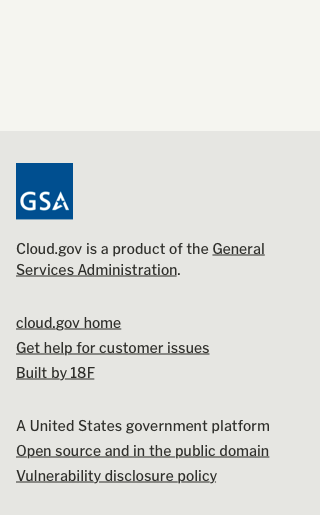 GSA
Cloud.gov is a product of the General
Services Administration.
cloud.gov home
Get help for customer issues
Built by 18F
A United States government platform
Open source and in the public domain
Vulnerability disclosure policy